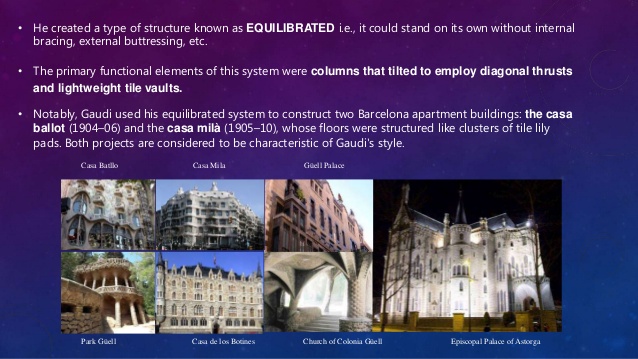 • He created a type of structure known as EQUILIBRATED i.e., it could stand on its own without internal
bracing, external buttressing, etc.
• The primary functional elements of this system were columns that tilted to employ diagonal thrusts
and lightweight tile vaults.
• Notably, Gaudi used his equilibrated system to construct two Barcelona apartment buildings: the casa
ballot (1904–06) and the casa milà (1905–10), whose floors were structured like clusters of tile lily
pads. Both projects are considered to be characteristic of Gaudi's style.
Casa Batllo Casa Mila Güell Palace
Park Güell Casa de los Botines Church of Colonia Güell Episcopal Palace of Astorga